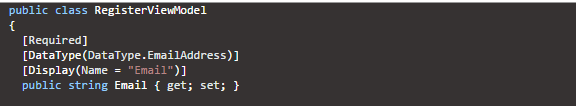 public class RegisterViewModel
{
[Required]
[DataType(DataType.EmailAddress)]
[Display(Name = "Email")]
public string Email { get; set; }